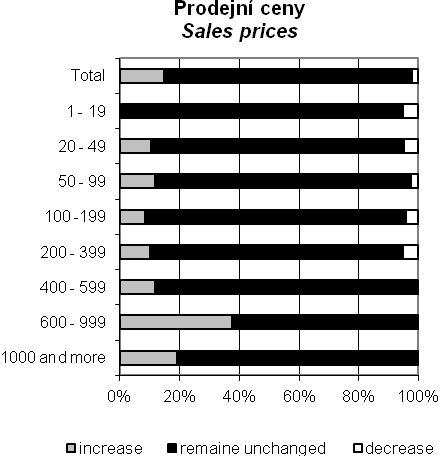 Prodejní ceny
Sales prices
Total
1 - 19
20 - 49
50 - 99
100 -199
200 - 399
400 - 599
600 - 999
1000 and more
0% 20% 40% 60% 80% 100%
increase remaine unchanged decrease